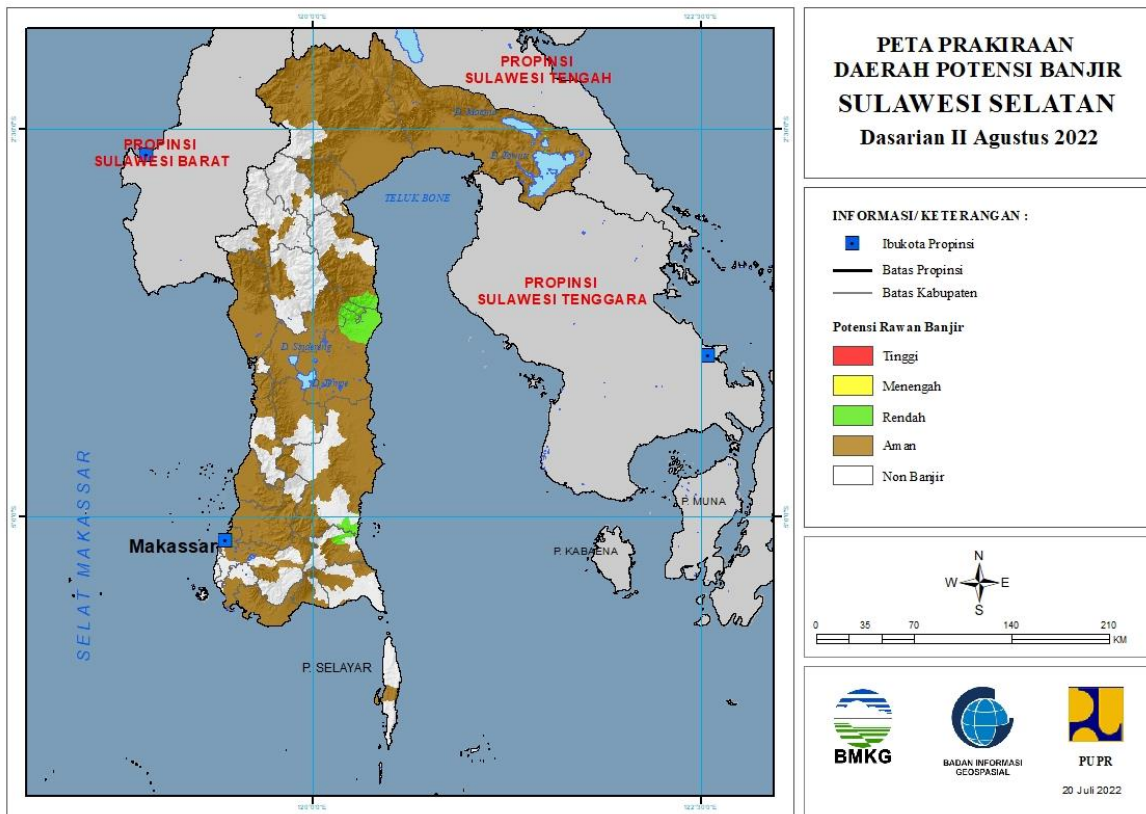 PETA PRAKIRAAN
DAERAH POTENSI BANJIR
SULAWESI SELATAN
Dasarian II Agustus 2022
INFORMASI/ KETERANGAN :
Ibukota Propinsi
Batas Propinsi
Batas Kabupaten
Potensi Rawan Banjir
Tinggi
Menengah
Rendah
Aman
Non Banjir
N
W E
S
0 35 70 140 210
KM
BMKG
BADAN INFORMASI
GEOSPASIAL
PUPR
20 Juli 2022
120°0'0"E
PROPINSI
SULAWESI TENGAH
PROPINSI
SULAWESI BARAT
TELUK BONE
PROPINSI
SULAWESI TENGGARA
SELAT MAKASSAR
Makassar
P. MUNA
P. KABAENA
P. SELAYAR